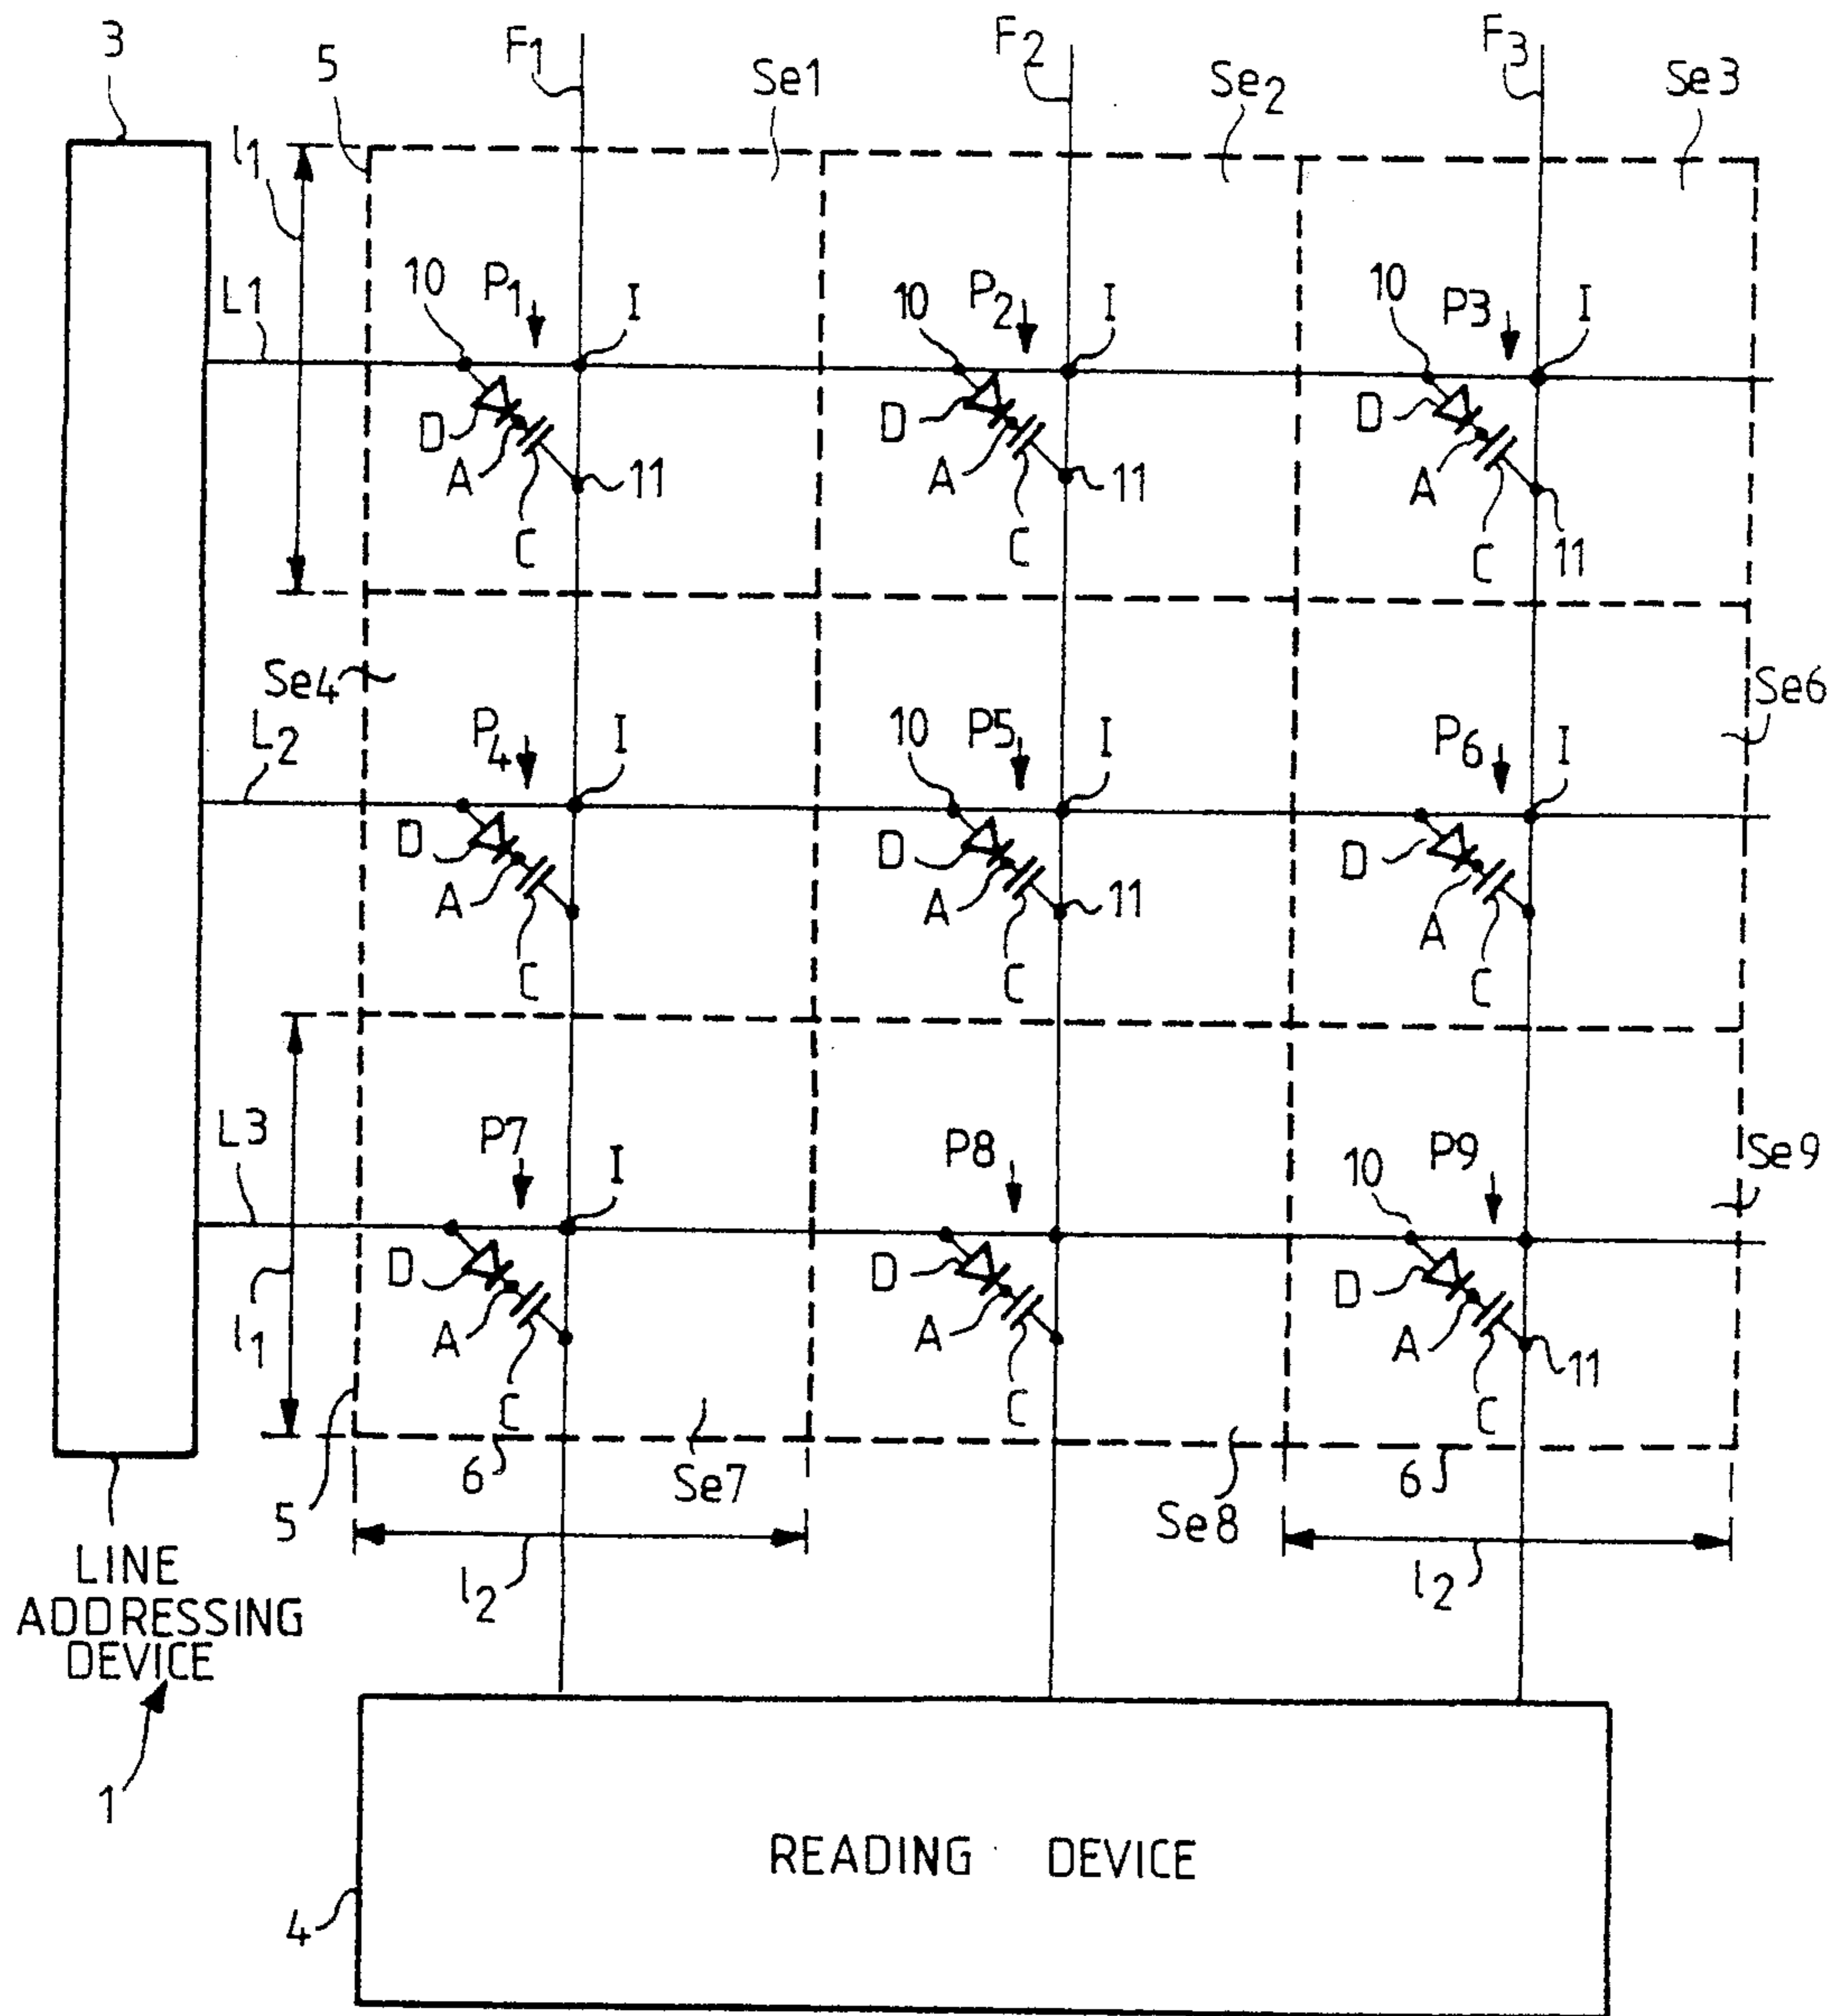 3
5
F1
F2
F3
Se1
Se2
Se3
l1
L1
10
P1
I
10
P2
I
10
P3
I
D
A
C
11
D
A
C
11
D
A
C
11
Se4
Se6
L2
P4
I
10
P5
I
P6
I
D
A
C
D
A
C
11
D
A
C
L3
P7
I
P8
10
P9
Se9
l1
D
A
C
D
A
C
D
A
C
11
5
6
Se7
Se8
6
l2
l2
LINE
ADDRESSING
DEVICE
1
READING DEVICE
4